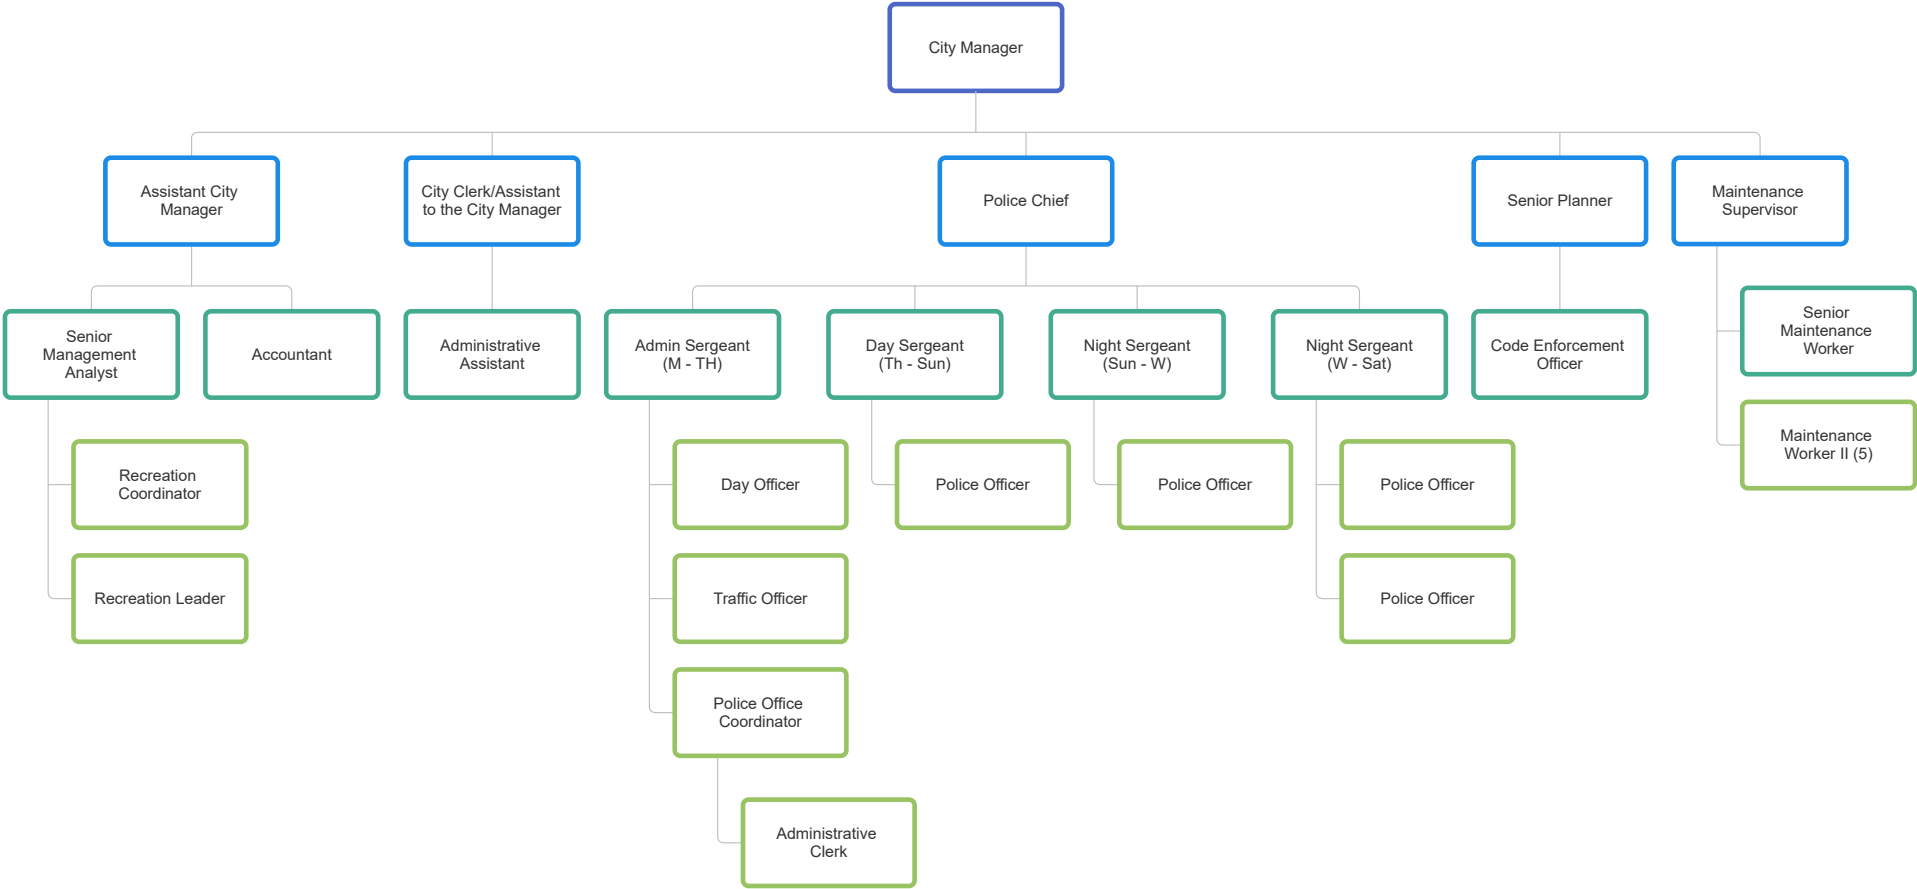 City Manager
Assistant City
Manager
City Clerk/Assistant
to the City Manager
Police Chief
Senior Planner
Maintenance
Supervisor
Senior
Management
Analyst
Accountant
Administrative
Assistant
Admin Sergeant
(M - TH)
Day Sergeant
(Th - Sun)
Night Sergeant
(Sun - W)
Night Sergeant
(W - Sat)
Code Enforcement
Officer
Senior
Maintenance
Worker
Maintenance
Worker II (5)
Recreation
Coordinator
Day Officer
Police Officer
Police Officer
Police Officer
Recreation Leader
Traffic Officer
Police Officer
Police Office
Coordinator
Administrative
Clerk